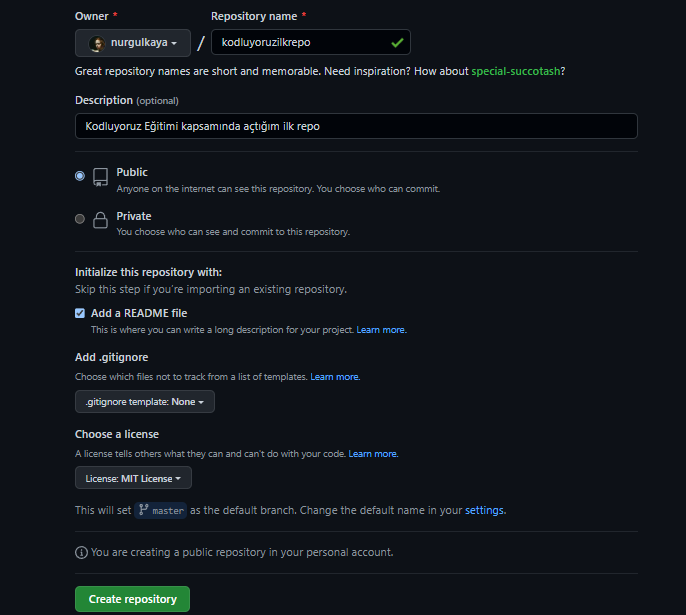 Owner * Repository name *
nurgulkaya / kodluyoruzilkrepo
Great repository names are short and memorable. Need inspiration? How about special-succotash?
Description (optional)
Kodluyoruz Eğitimi kapsamında açtığım ilk repo
Public
Anyone on the internet can see this repository. You choose who can commit.
Private
You choose who can see and commit to this repository.
Initialize this repository with:
Skip this step if you're importing an existing repository.
Add a README file
This is where you can write a long description for your project. Learn more.
Add .gitignore
Choose which files not to track from a list of templates. Learn more.
.gitignore template: None
Choose a license
A license tells others what they can and can't do with your code. Learn more.
License: MIT License
This will set master as the default branch. Change the default name in your settings.
You are creating a public repository in your personal account.
Create repository